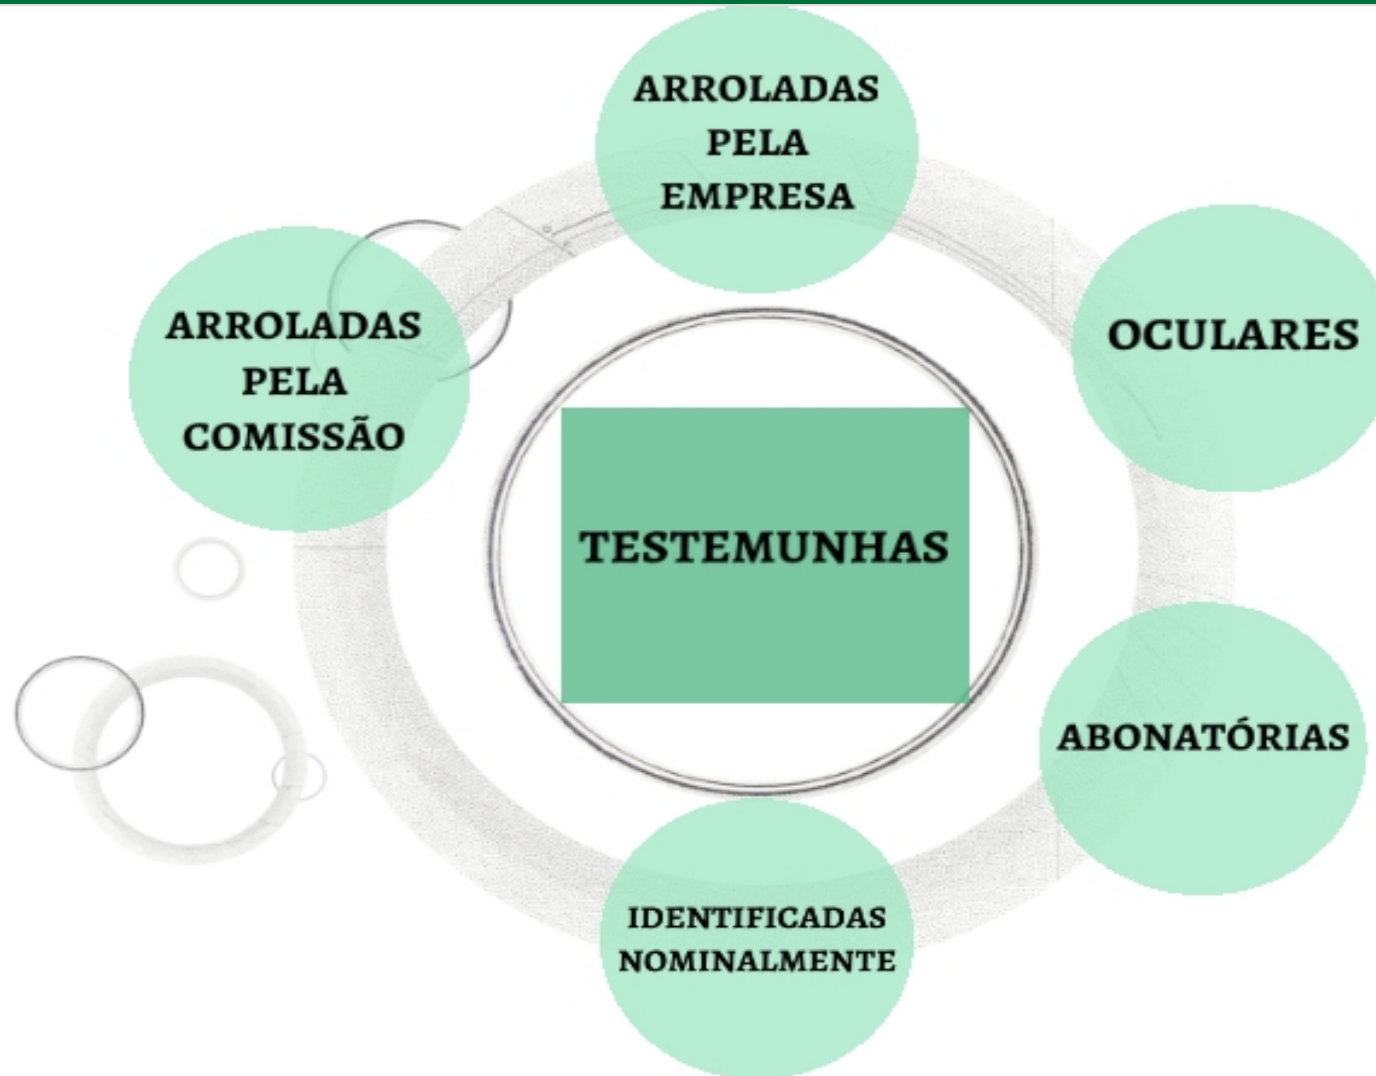 ARROLADAS
PELA
EMPRESA
ARROLADAS
PELA
COMISSÃO
OCULARES
TESTEMUNHAS
ABONATÓRIAS
IDENTIFICADAS
NOMINALMENTE